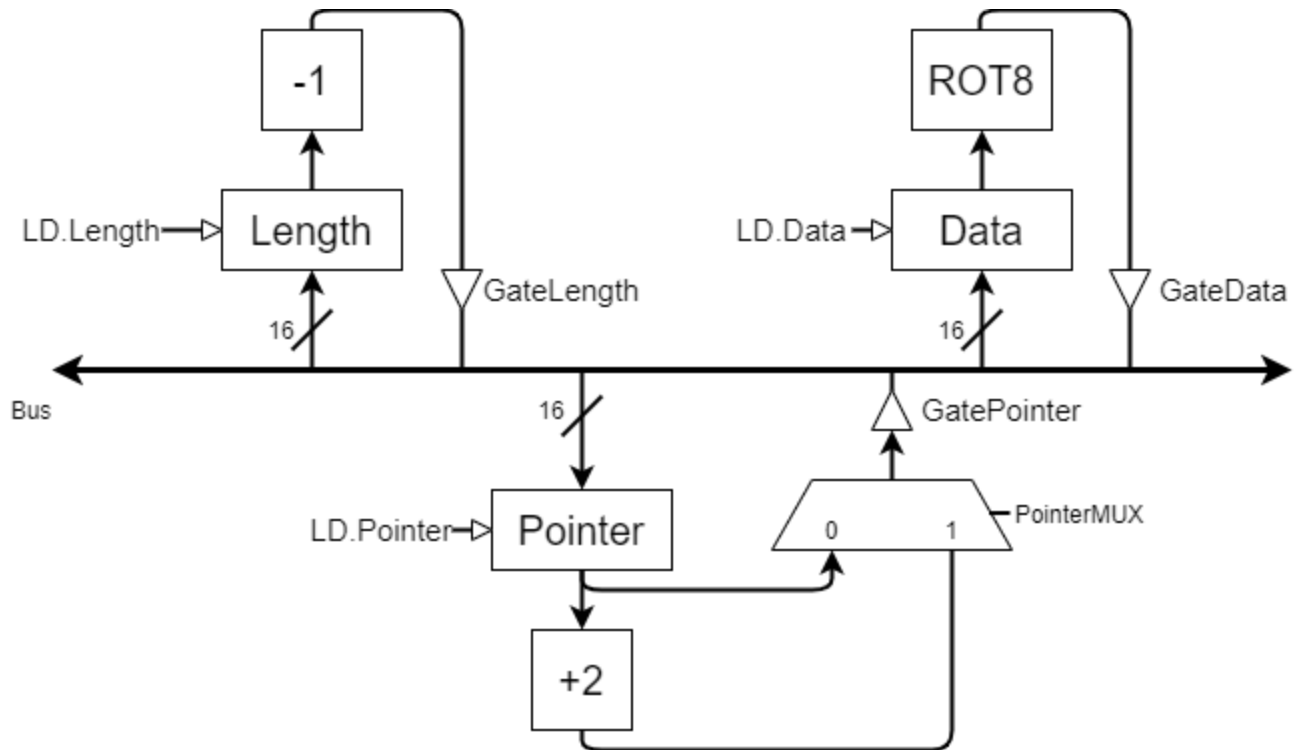 -1
ROT8
LD.Length
Length
LD.Data
Data
GateLength
GateData
16
16
Bus
16
GatePointer
LD.Pointer
Pointer
0
1
PointerMUX
+2